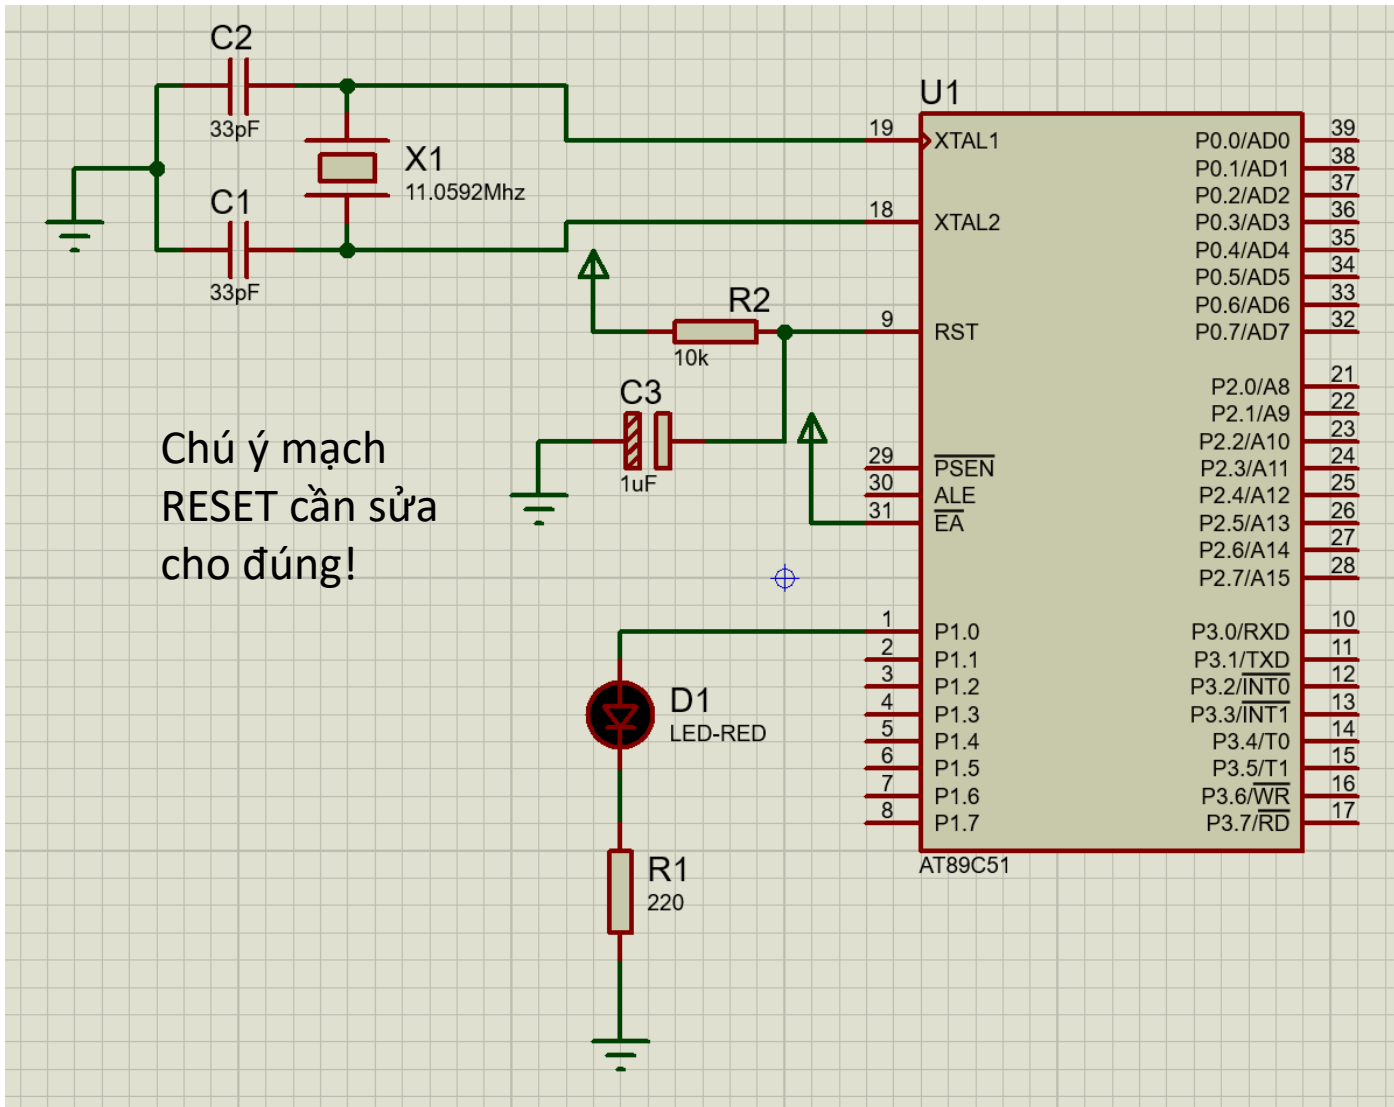 C2
33pF
X1
11.0592Mhz
C1
33pF
R2
10k
C3
1uF
Chú ý mạch
RESET cần sửa
cho đúng!
D1
LED-RED
R1
220
U1
19 XTAL1
18 XTAL2
9 RST
29 PSEN
30 ALE
31 EA
1 P1.0
2 P1.1
3 P1.2
4 P1.3
5 P1.4
6 P1.5
7 P1.6
8 P1.7
P0.0/AD0 39
P0.1/AD1 38
P0.2/AD2 37
P0.3/AD3 36
P0.4/AD4 35
P0.5/AD5 34
P0.6/AD6 33
P0.7/AD7 32
P2.0/A8 21
P2.1/A9 22
P2.2/A10 23
P2.3/A11 24
P2.4/A12 25
P2.5/A13 26
P2.6/A14 27
P2.7/A15 28
P3.0/RXD 10
P3.1/TXD 11
P3.2/INT0 12
P3.3/INT1 13
P3.4/T0 14
P3.5/T1 15
P3.6/WR 16
P3.7/RD 17
AT89C51